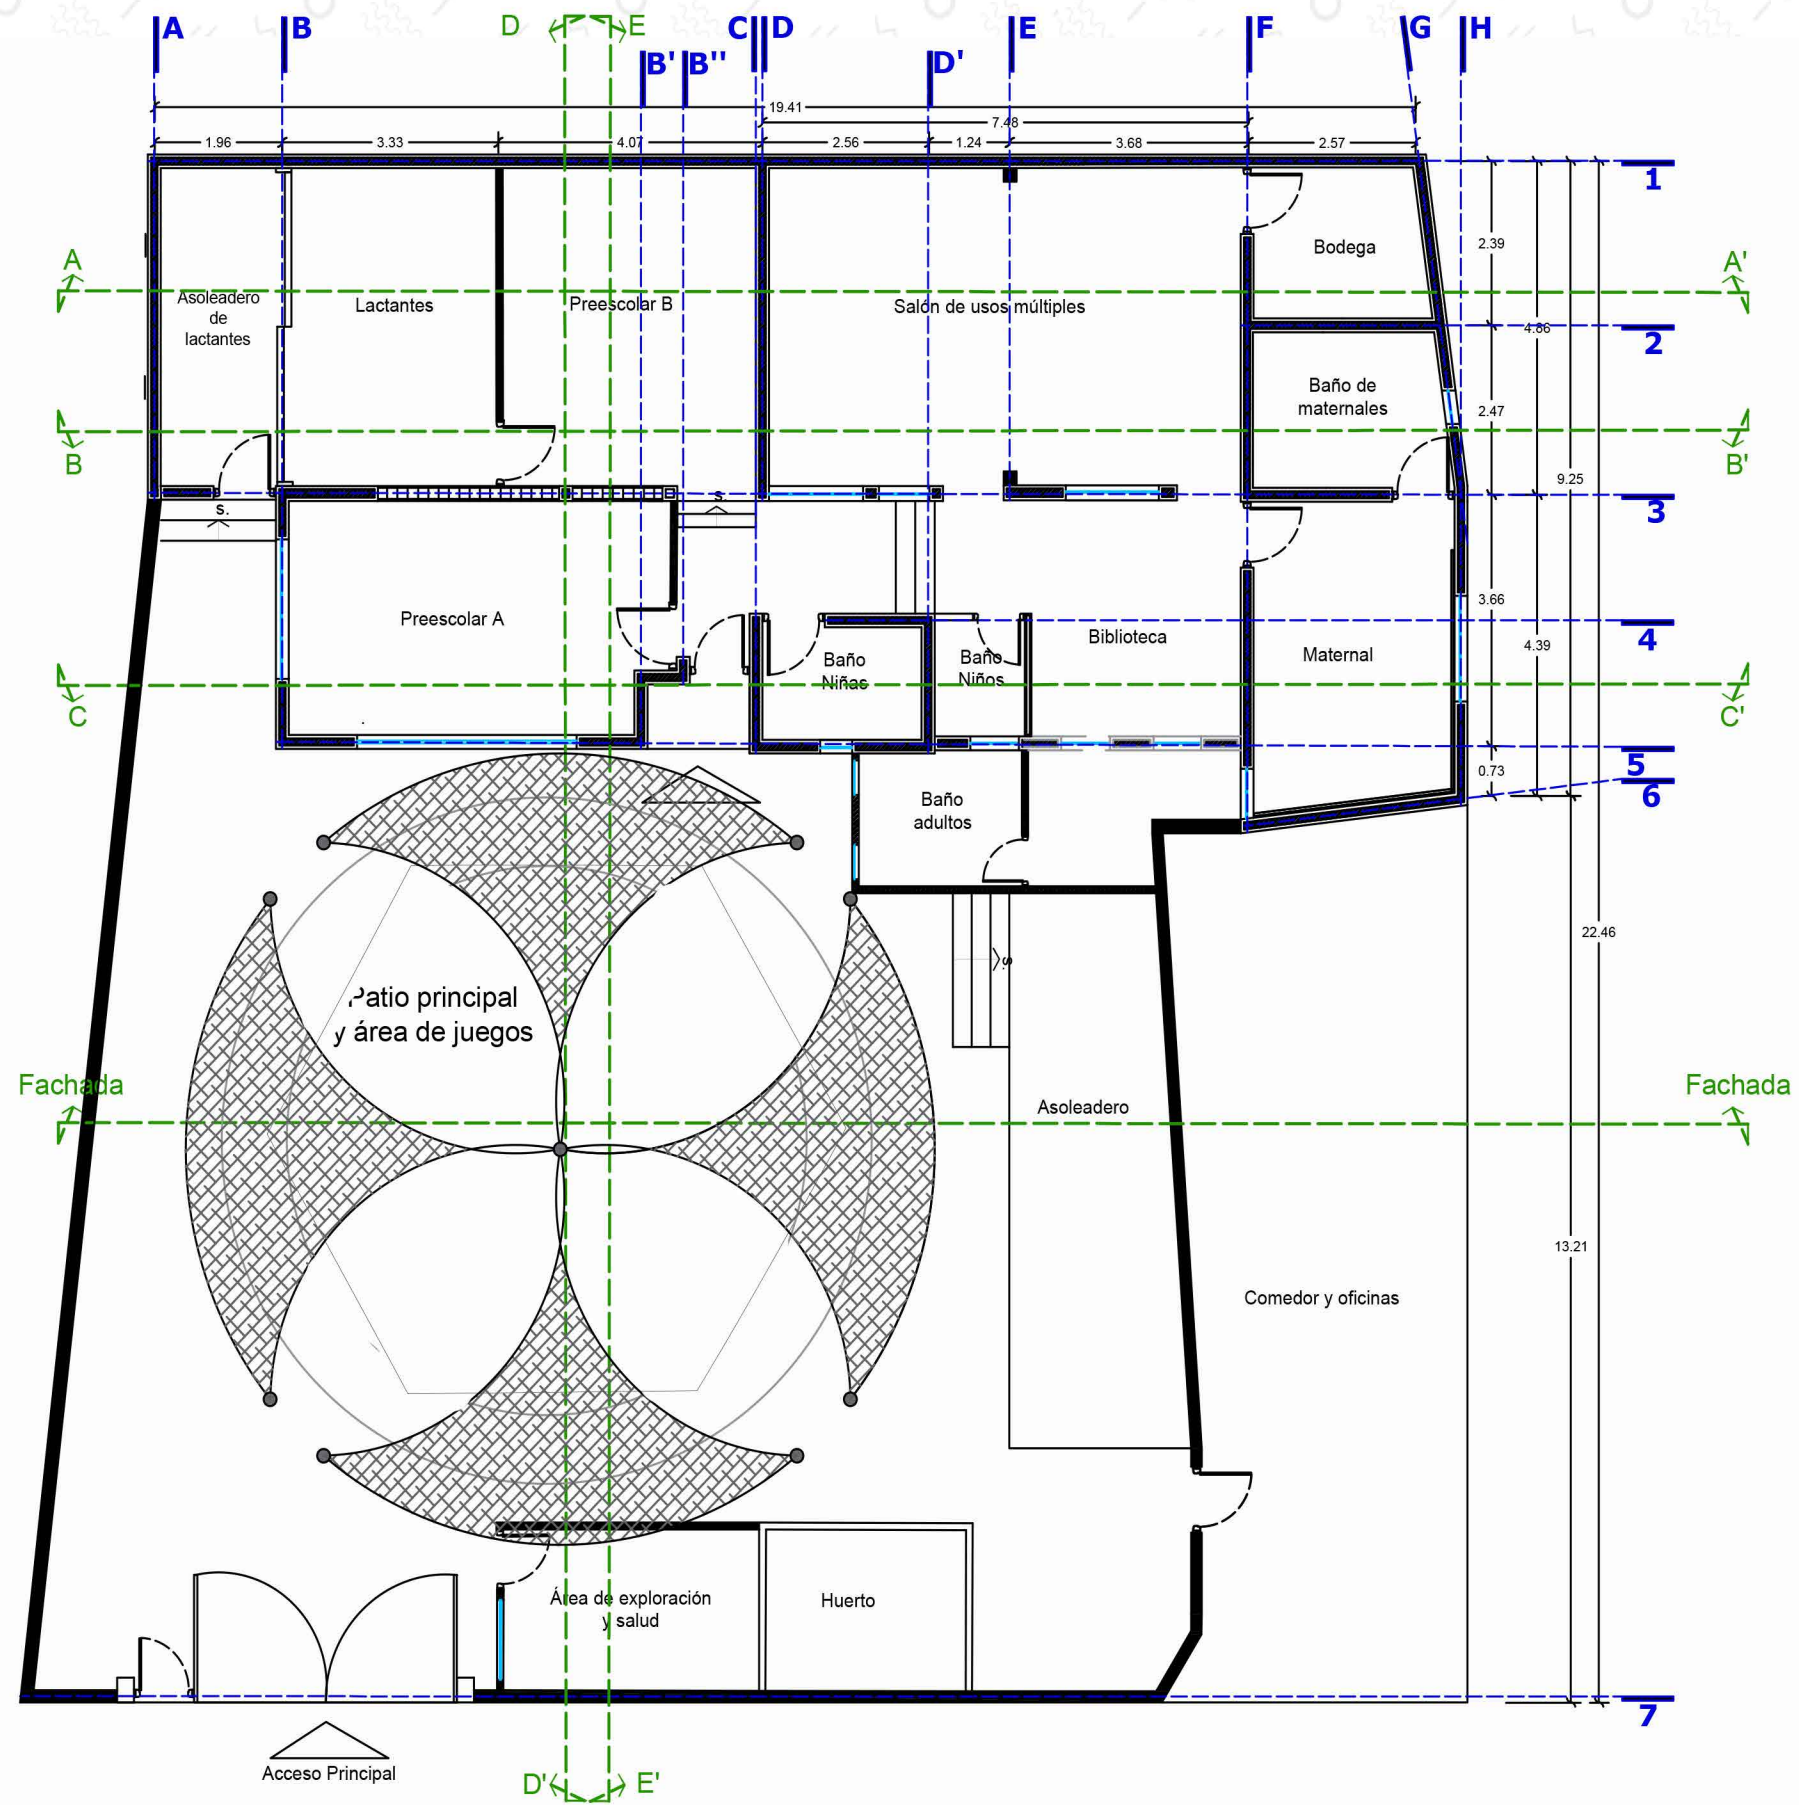 A B D E C D E F G H
B' B'' D'
19.41
7.48
1.96 3.33 4.07 2.56 1.24 3.68 2.57
1
2.39
Bodega
A A'
Asoleadero
de
lactantes
Lactantes
Preescolar B
Salón de usos múltiples
4.86
2
Baño de
maternales
2.47
B B'
9.25
s. s.
3
3.66
Preescolar A
Biblioteca
4
4.39
Maternal
Baño
Niñas
Baño
Niños
C C'
5
0.73
6
Baño
adultos
22.46
s.
Patio principal
y área de juegos
Fachada Fachada
Asoleadero
13.21
Comedor y oficinas
Área de exploración
y salud
Huerto
7
Acceso Principal
D' E'